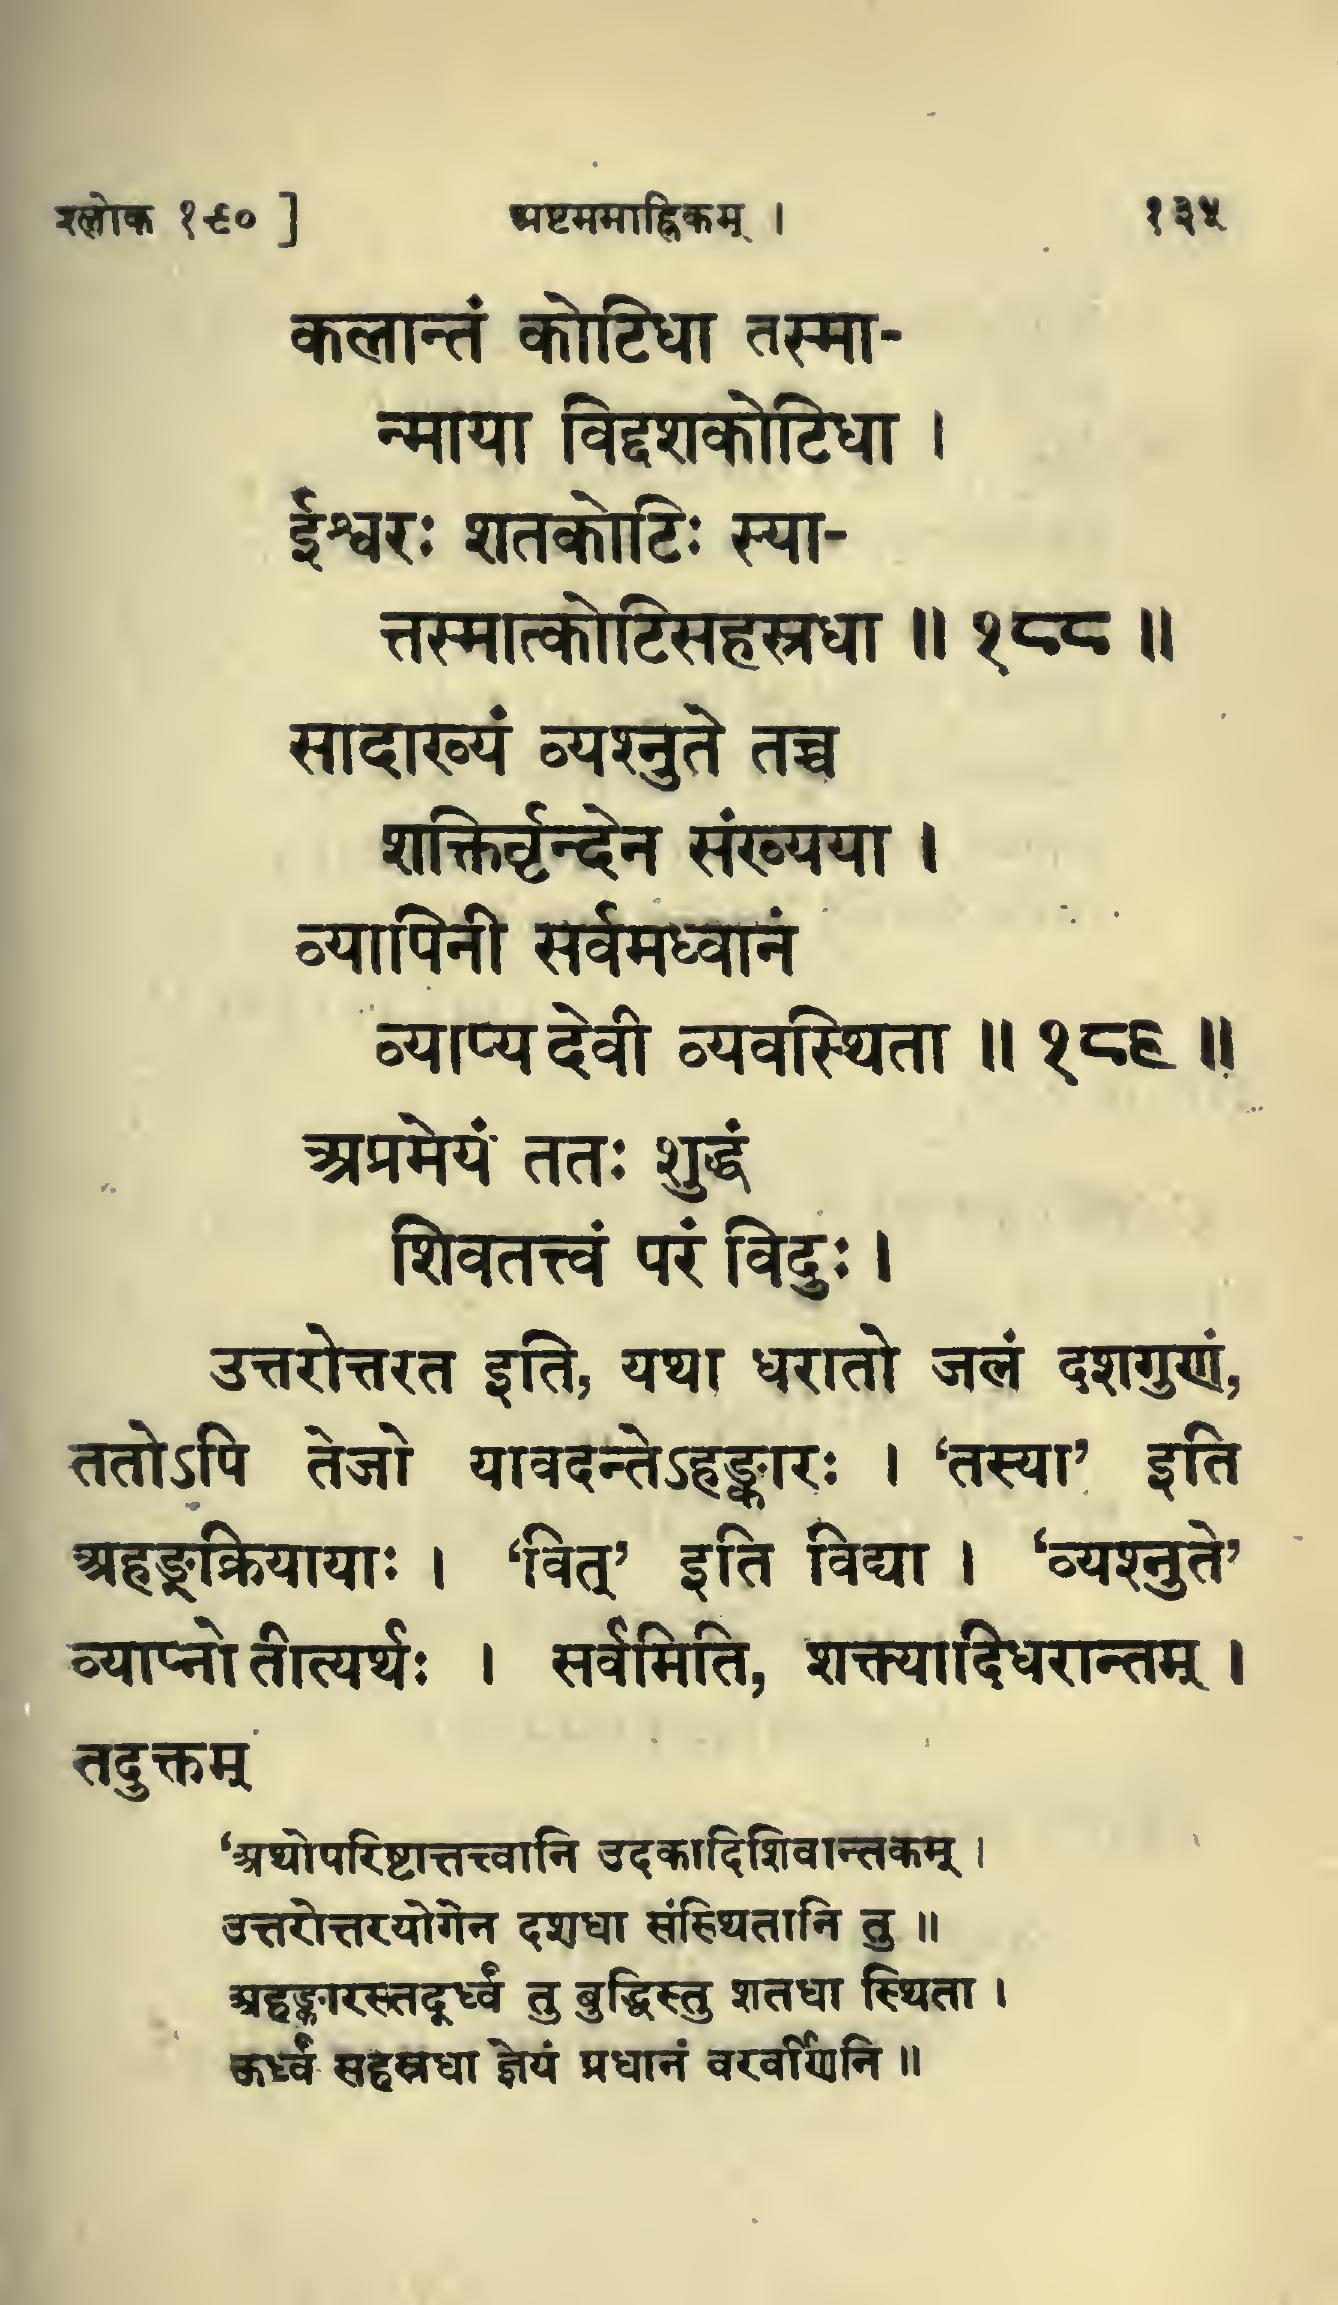 श्लोक १९०]
अष्टममाह्निकम् ।
१३५
कलान्तं कोटिधा तस्मा-
न्माया विद्दशकोटिधा ।
ईश्वरः शतकोटिः स्या-
त्तस्मात्कोटिसहस्रधा ॥ १८८ ॥
सादाख्यं व्यश्नुते तच्च
शक्तिर्वृन्देन संख्यया ।
व्यापिनी सर्वमध्वानं
व्याप्य देवी व्यवस्थिता ॥ १८९ ॥
अप्रमेयं ततः शुद्धं
शिवतत्त्वं परं विदुः ।
उत्तरोत्तरत इति, यथा धरातो जलं दशगुणं,
ततोऽपि तेजो यावदन्तेऽहङ्कारः । ‘तस्या’ इति
अहङ्क्रियायाः । ‘वित्’ इति विद्या । ‘व्यश्नुते’
व्याप्नोतीत्यर्थः । सर्वमिति, शक्त्यादिधरान्तम् ।
तदुक्तम्
‘अथोपरिष्टात्तत्त्वानि उदकादिशिवान्तकम् ।
उत्तरोत्तरयोगेन दशधा संस्थितानि तु ॥
अहङ्कारस्तदूर्ध्वं तु बुद्धिस्तु शतधा स्थिता ।
ऊर्ध्वं सहस्रधा ज्ञेयं प्रधानं वरवर्णिनि ॥